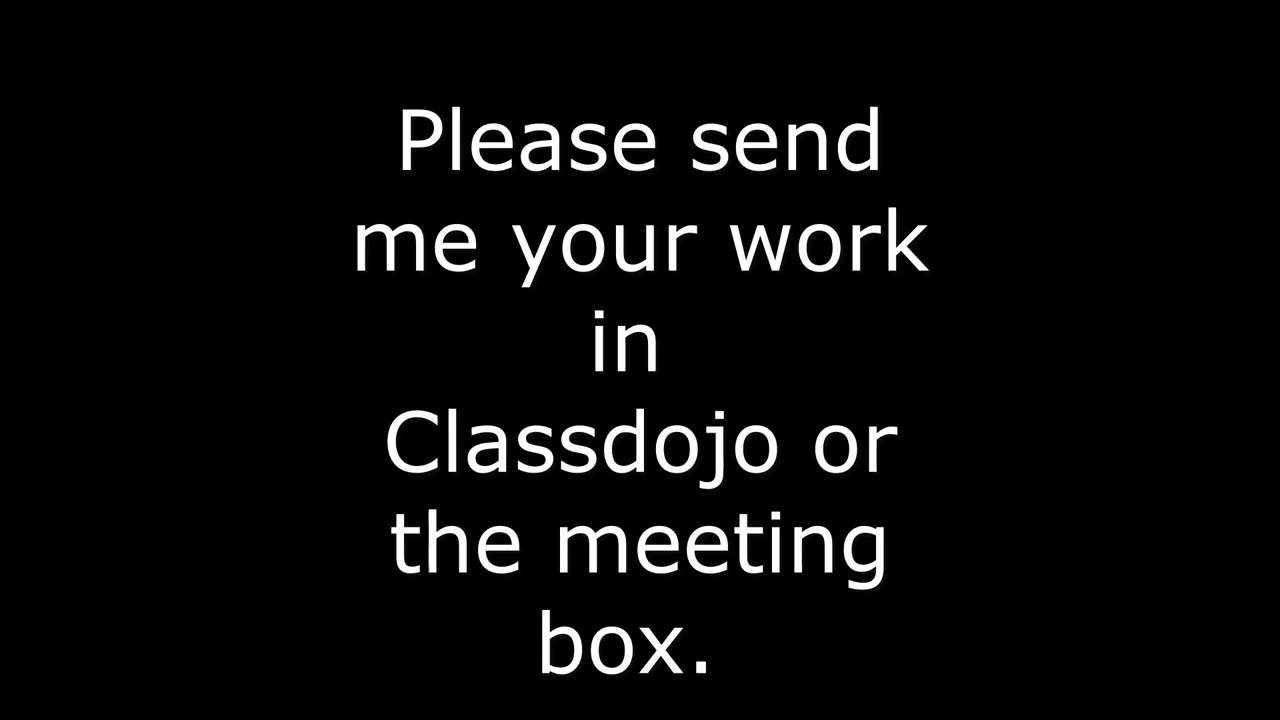 Please send
me your work
in
Classdojo or
the meeting
box.